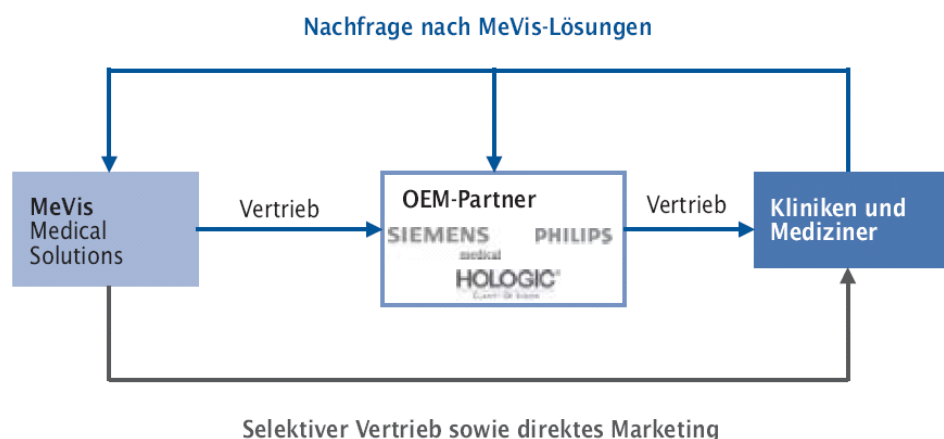 Nachfrage nach MeVis-Lösungen
MeVis
Medical
Solutions
Vertrieb
OEM-Partner
SIEMENS
medical
PHILIPS
HOLOGIC®
Vertrieb
Kliniken und
Mediziner
Selektiver Vertrieb sowie direktes Marketing